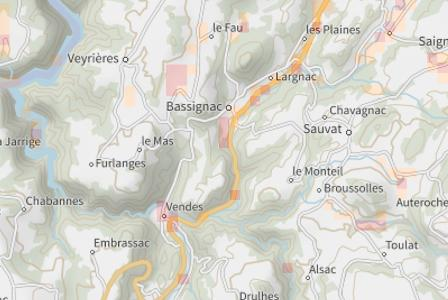 le Fau
les Plaines
Saign
Veyrières
Largnac
Bassignac
Chavagnac
Sauvat
a Jarrige
le Mas
Furlanges
le Monteil
Broussolles
Chabannes
Vendes
Auteroche
Embrassac
Toulat
Alsac
Drulhes